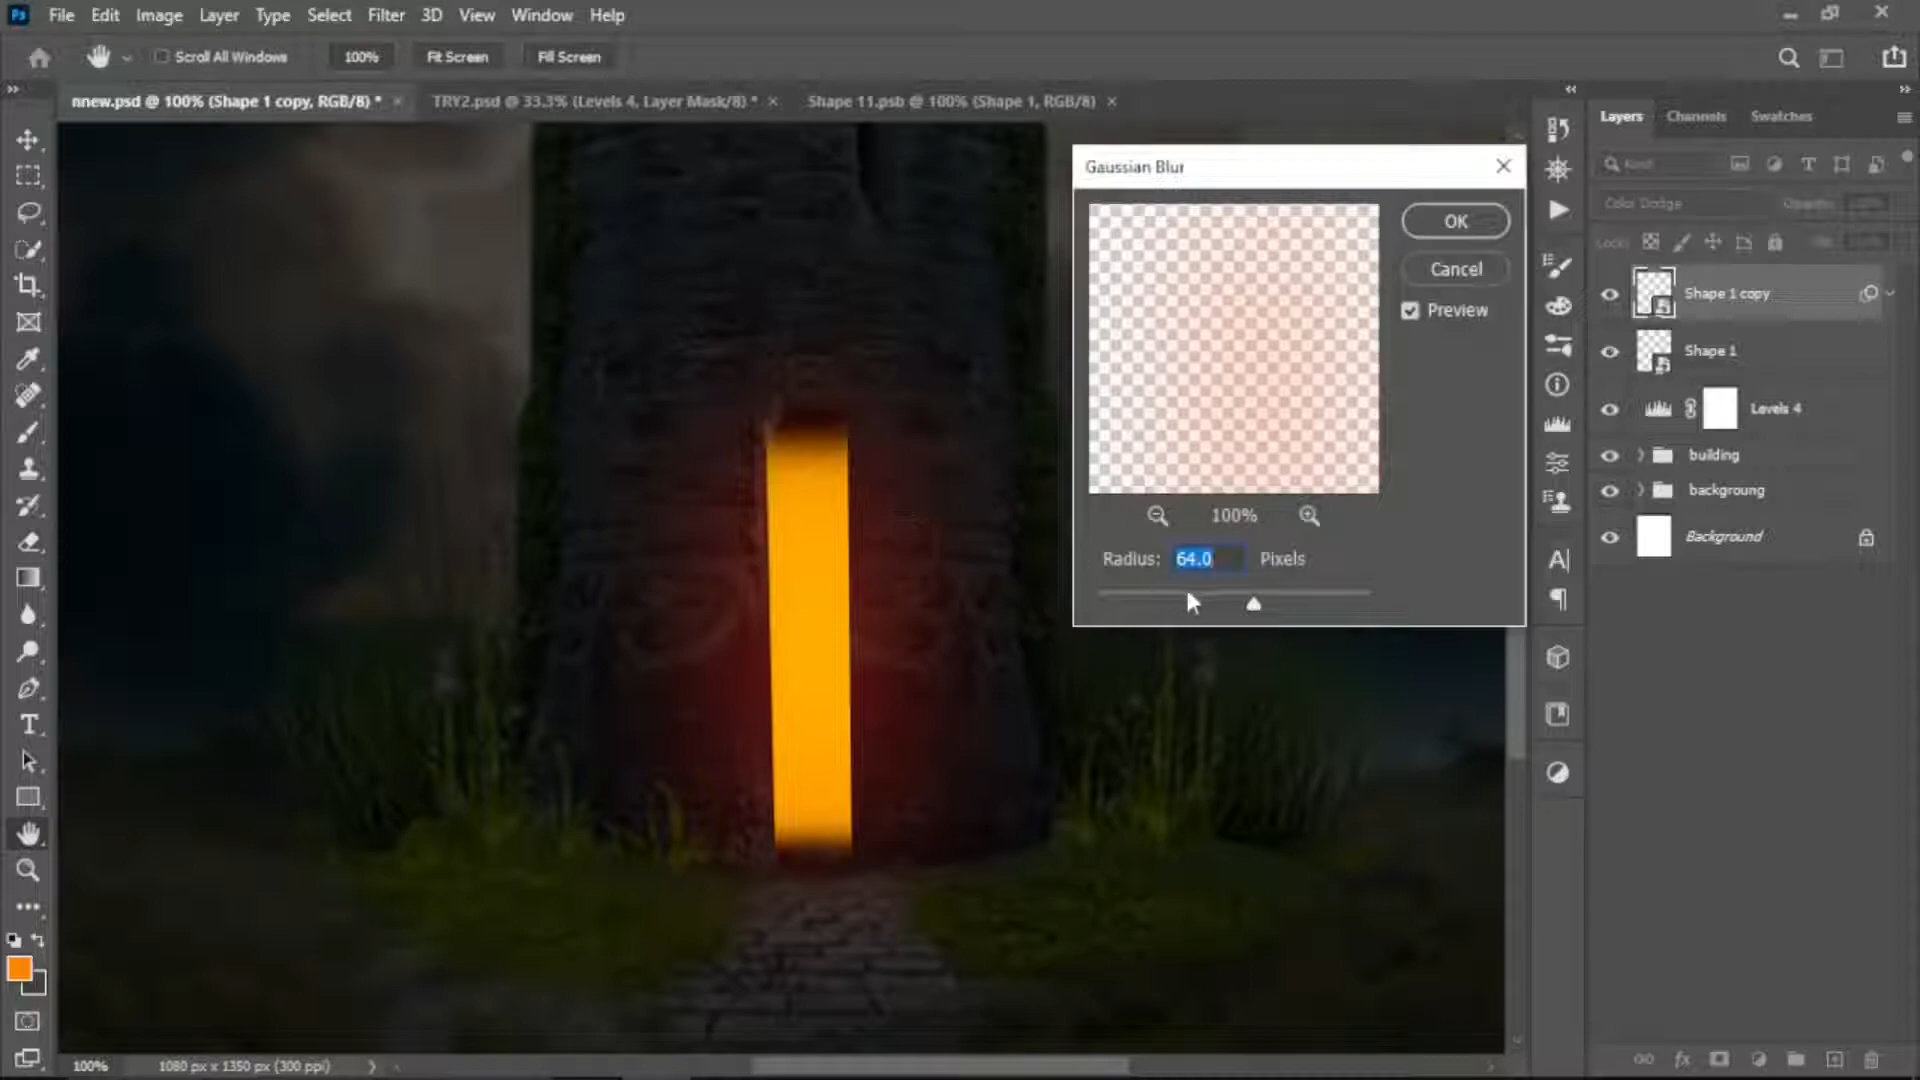 Ps File Edit Image Layer Type Select Filter 3D View Window Help
Scroll All Windows 100% Fit Screen Fill Screen
nnew.psd @ 100% (Shape 1 copy, RGB/8) * TRY2.psd @ 33.3% (Levels 4, Layer Mask/8) * Shape 11.psb @ 100% (Shape 1, RGB/8)
Layers Channels Swatches
Kind
Color Dodge Opacity:
Lock:
Shape 1 copy
Shape 1
Levels 4
building
backgroung
Background
Gaussian Blur
OK
Cancel
Preview
100%
Radius: 64.0 Pixels
100% 1080 px x 1350 px (300 ppi)